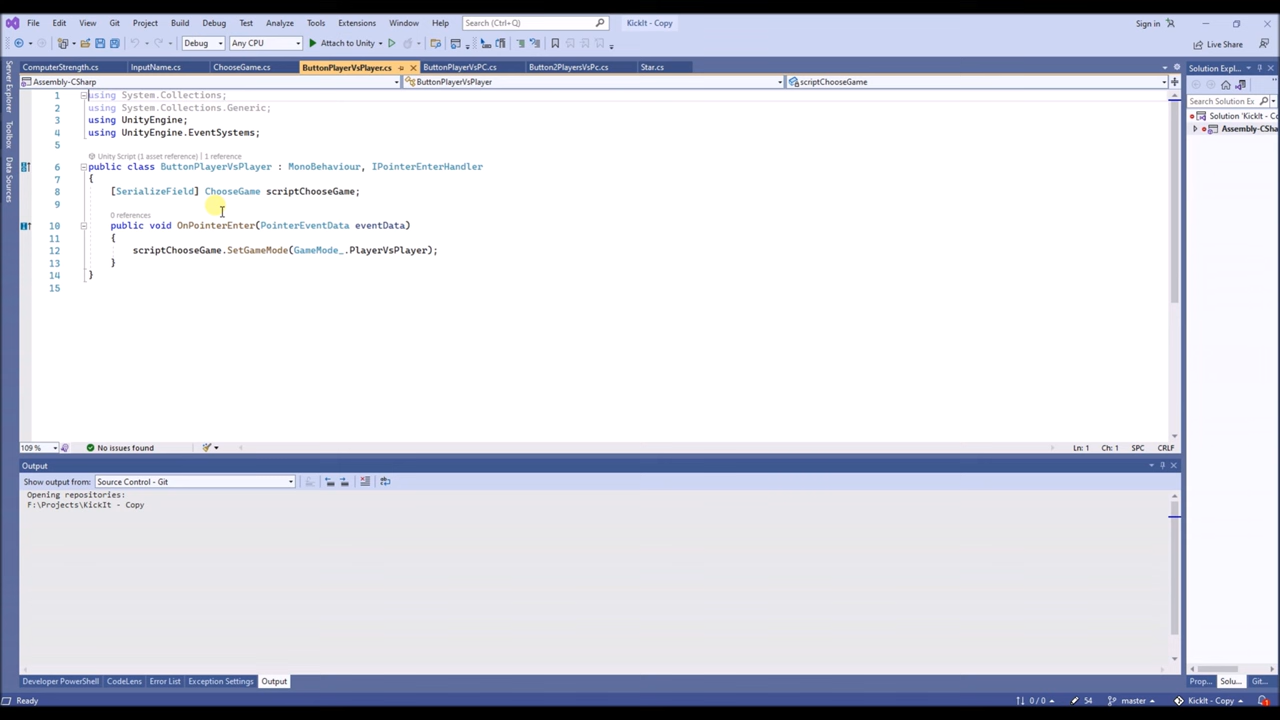 File Edit View Git Project Build Debug Test Analyze Tools Extensions Window Help Search (Ctrl+Q) KickIt - Copy Sign in
Debug Any CPU Attach to Unity Live Share
ComputerStrength.cs InputName.cs ChooseGame.cs ButtonPlayerVsPlayer.cs ButtonPlayerVsPC.cs Button2PlayersVsPc.cs Star.cs Solution Expl...
Assembly-CSharp ButtonPlayerVsPlayer scriptChooseGame
Server Explorer
Toolbox
Data Sources
Search Solution Ex
Solution 'KickIt - C
Assembly-CSharp
1 using System.Collections;
2 using System.Collections.Generic;
3 using UnityEngine;
4 using UnityEngine.EventSystems;
5
Unity Script (1 asset reference) | 1 reference
6 public class ButtonPlayerVsPlayer : MonoBehaviour, IPointerEnterHandler
7 {
8 [SerializeField] ChooseGame scriptChooseGame;
9
0 references
10 public void OnPointerEnter(PointerEventData eventData)
11 {
12 scriptChooseGame.SetGameMode(GameMode_.PlayerVsPlayer);
13 }
14 }
15
109 % No issues found Ln: 1 Ch: 1 SPC CRLF
Output
Show output from: Source Control - Git
Opening repositories:
F:\Projects\KickIt - Copy
Developer PowerShell CodeLens Error List Exception Settings Output Prop... Solu... Git...
Ready 0 / 0 54 master KickIt - Copy 1